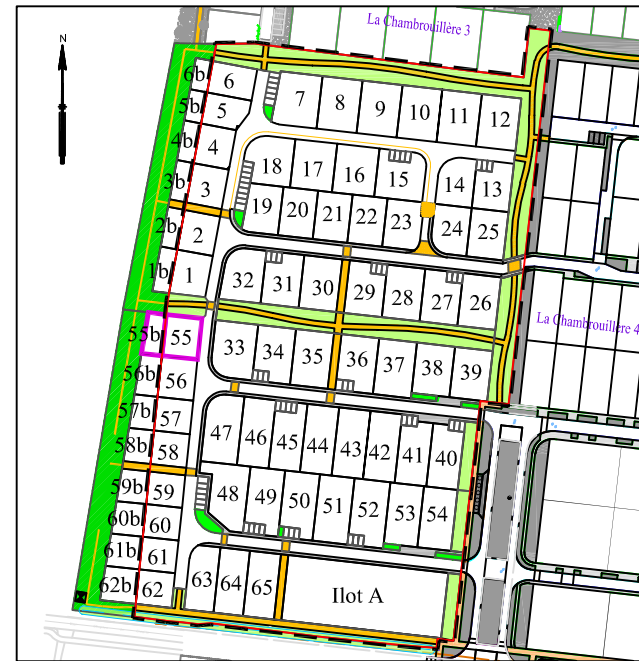 La Chambrouillère 3
N
6b 6
7 8 9 10 11 12
5b 5
4b 4
18 17 16 15 14 13
3b 3
19 20 21 22 23 24 25
2
1b 1
32 31 30 29 28 27 26
La Chambrouillère 4
55b 55
33 34 35 36 37 38 39
56b 56
57b 57
47 46 45 44 43 42 41 40
58b 58
59b 59
48 49 50 51 52 53 54
60b 60
61b 61
62b 62
63 64 65 Ilot A